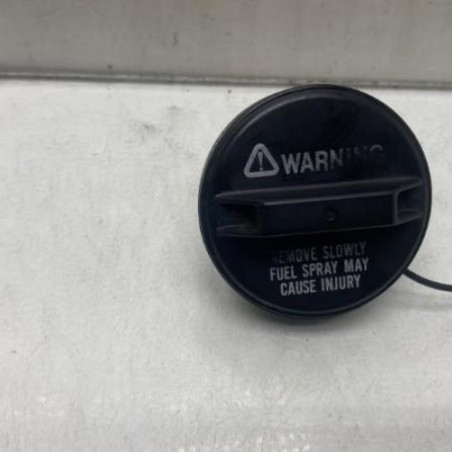 WARNING
REMOVE SLOWLY
FUEL SPRAY MAY
CAUSE INJURY